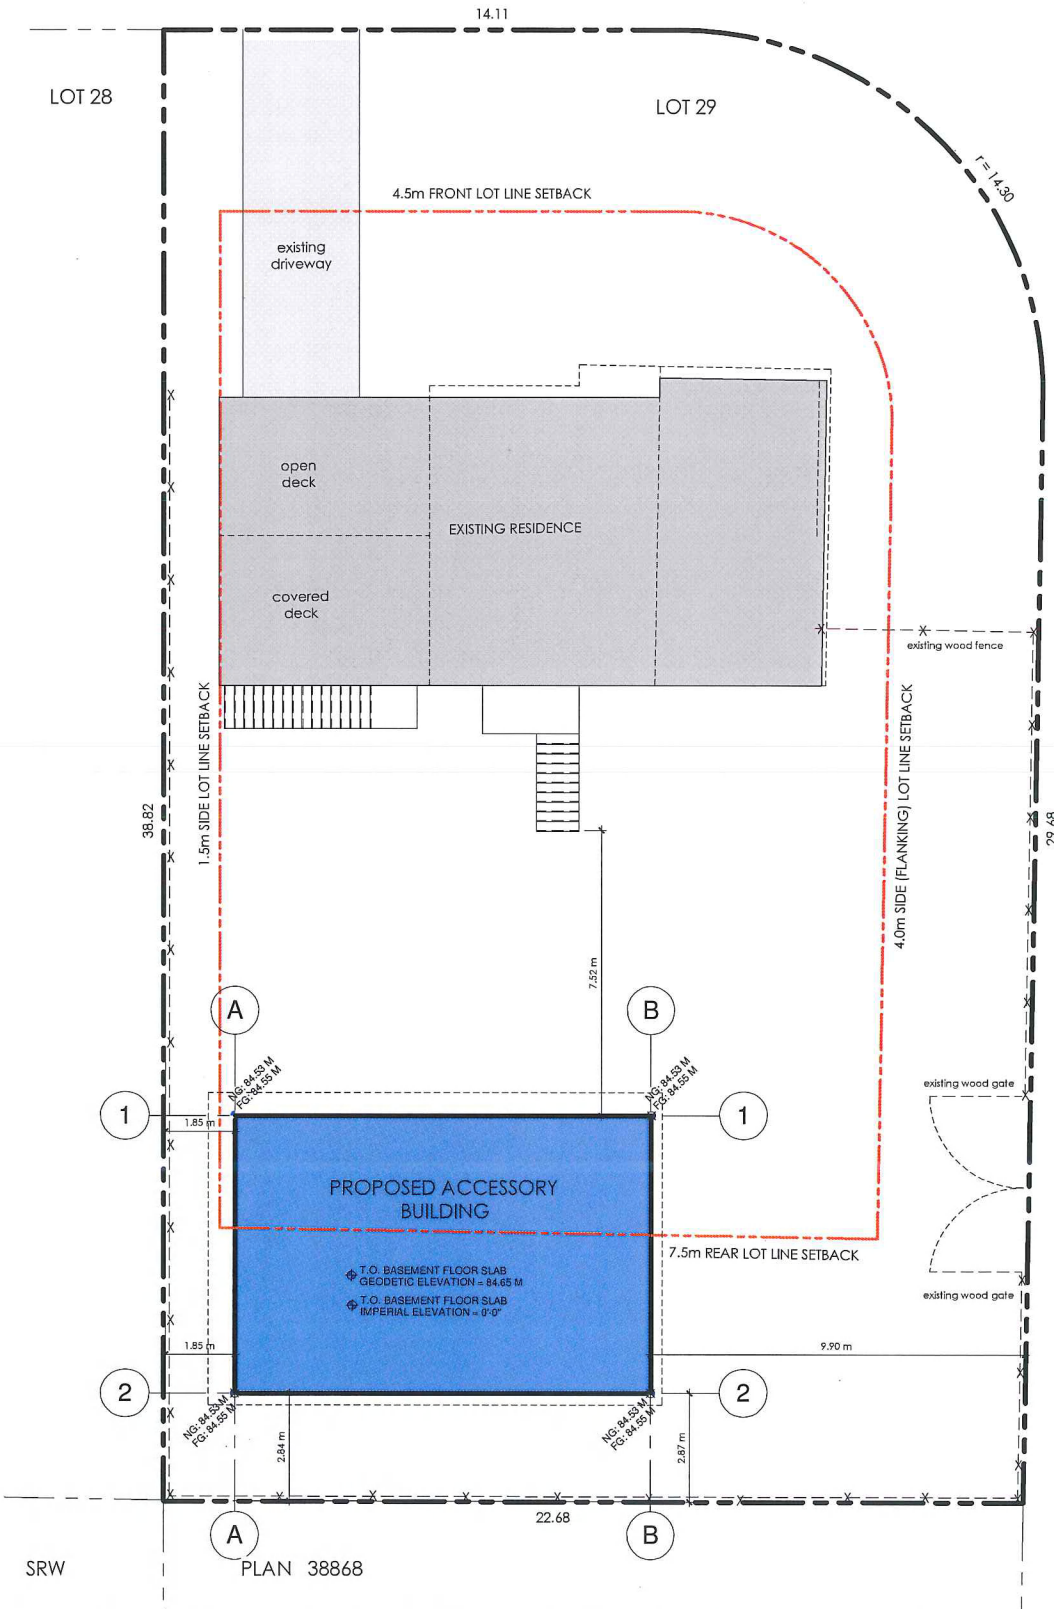 14.11
LOT 28
LOT 29
r = 14.30
4.5m FRONT LOT LINE SETBACK
existing
driveway
open
deck
EXISTING RESIDENCE
covered
deck
existing wood fence
1.5m SIDE LOT LINE SETBACK
4.0m SIDE (FLANKING) LOT LINE SETBACK
38.82
29.68
7.52 m
A
B
NG: 84.53 M
FG: 84.55 M
NG: 84.53 M
FG: 84.55 M
existing wood gate
1
1
1.85 m
PROPOSED ACCESSORY
BUILDING
7.5m REAR LOT LINE SETBACK
T.O. BASEMENT FLOOR SLAB
GEODETIC ELEVATION = 84.65 M
T.O. BASEMENT FLOOR SLAB
IMPERIAL ELEVATION = 0'-0"
existing wood gate
1.85 m
9.90 m
2
2
NG: 84.53 M
FG: 84.55 M
NG: 84.53 M
FG: 84.55 M
2.84 m
2.87 m
22.68
A
B
SRW
PLAN 38868